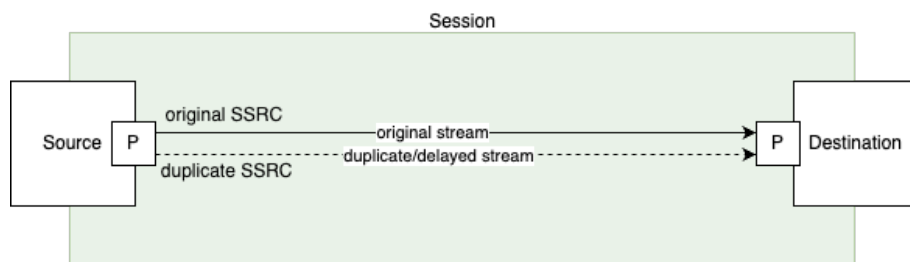 Session
original SSRC
original stream
Source
P
P
Destination
duplicate/delayed stream
duplicate SSRC